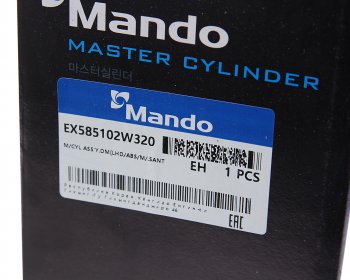 Mando
MASTER CYLINDER
마스터실린더
Mando
EX585102W320
M/CYL ASS'Y,DM(LHD/ABS/M/.SANT
EH 1 PCS
EAC